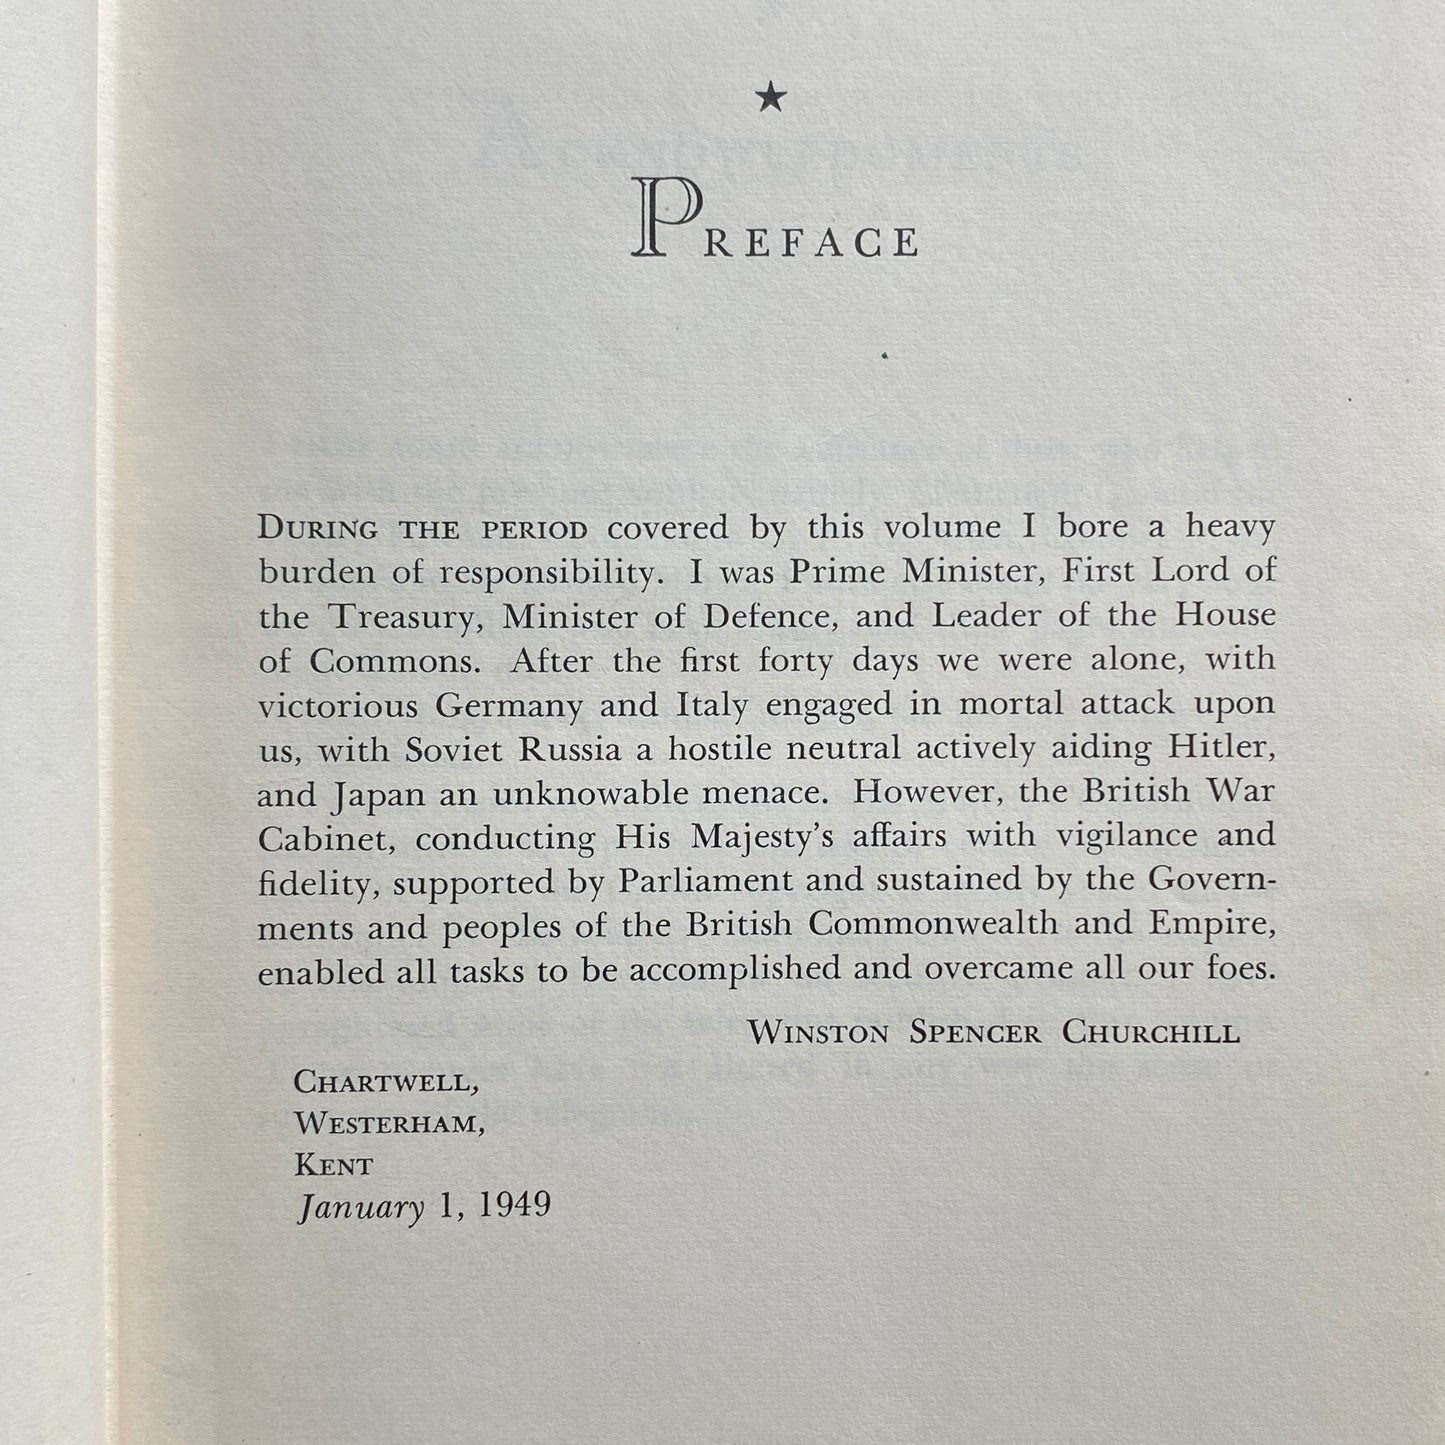 ★
PREFACE
DURING THE PERIOD covered by this volume I bore a heavy
burden of responsibility. I was Prime Minister, First Lord of
the Treasury, Minister of Defence, and Leader of the House
of Commons. After the first forty days we were alone, with
victorious Germany and Italy engaged in mortal attack upon
us, with Soviet Russia a hostile neutral actively aiding Hitler,
and Japan an unknowable menace. However, the British War
Cabinet, conducting His Majesty's affairs with vigilance and
fidelity, supported by Parliament and sustained by the Govern-
ments and peoples of the British Commonwealth and Empire,
enabled all tasks to be accomplished and overcame all our foes.
WINSTON SPENCER CHURCHILL
CHARTWELL,
WESTERHAM,
KENT
January 1, 1949